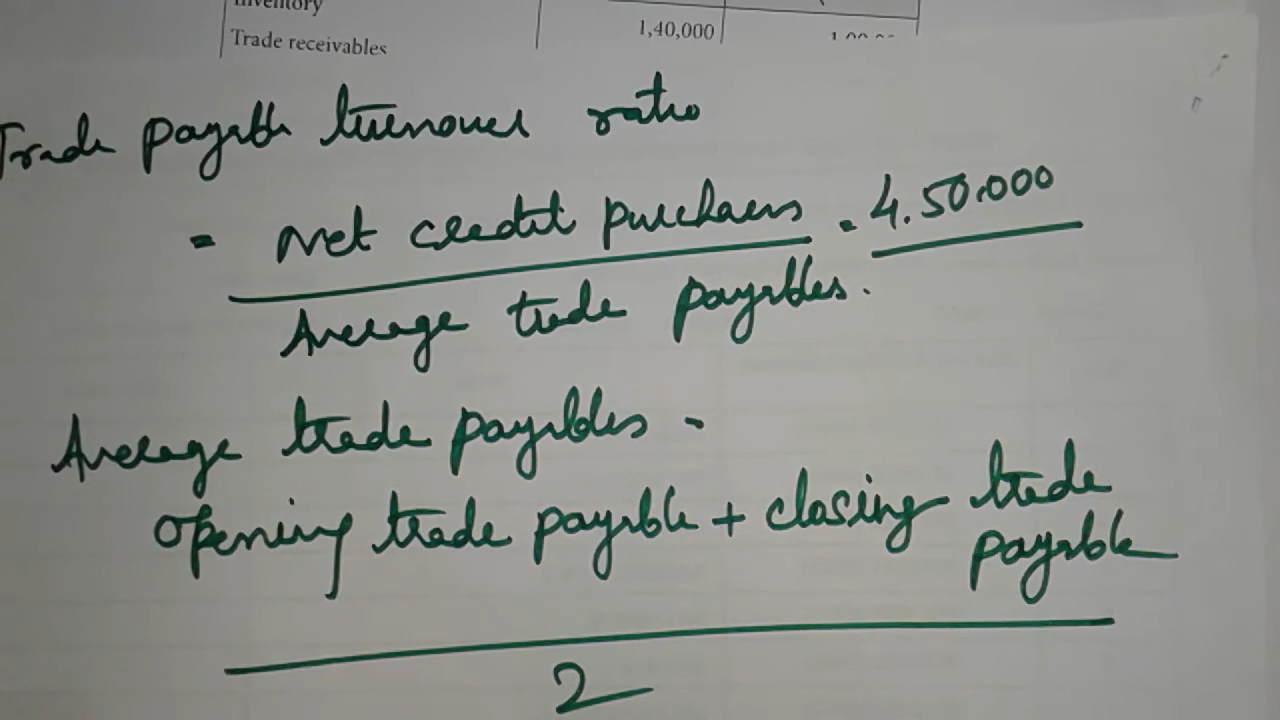 Inventory
Trade receivables 1,40,000
Trade payable turnover ratio
= Net credit purchases = 4.50.000
Average trade payables.
Average trade payables =
opening trade payable + closing trade payable
2